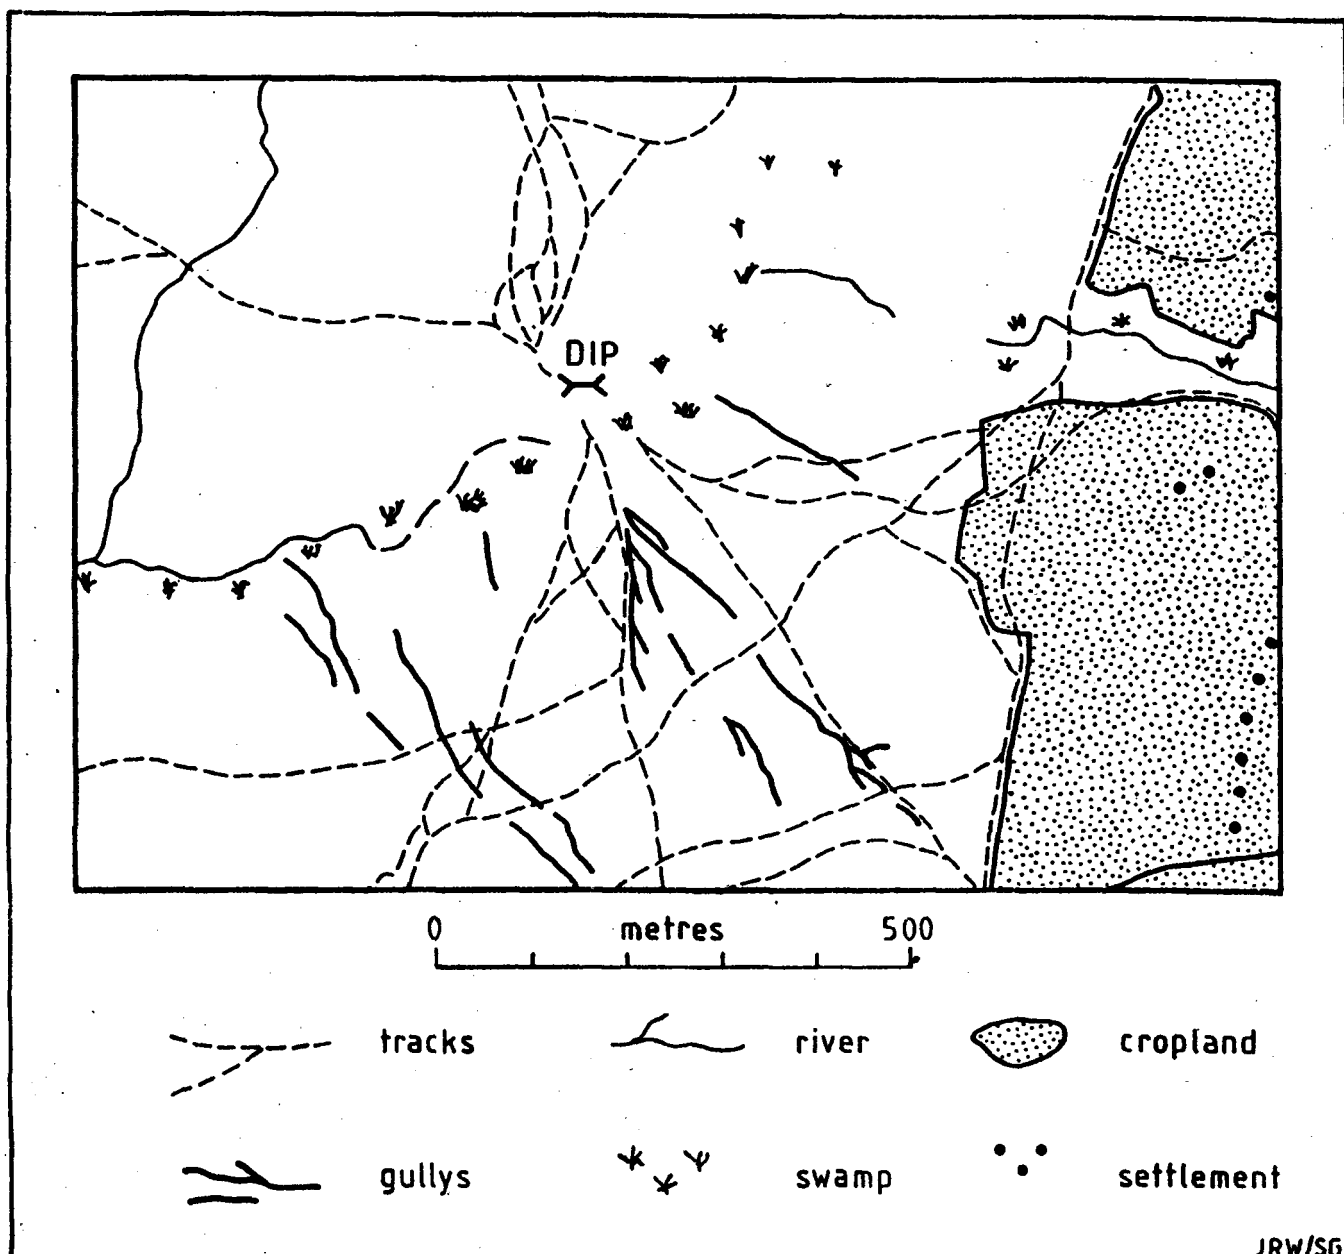 DIP
0 metres 500
tracks river cropland
gullys swamp settlement
JRW/SG